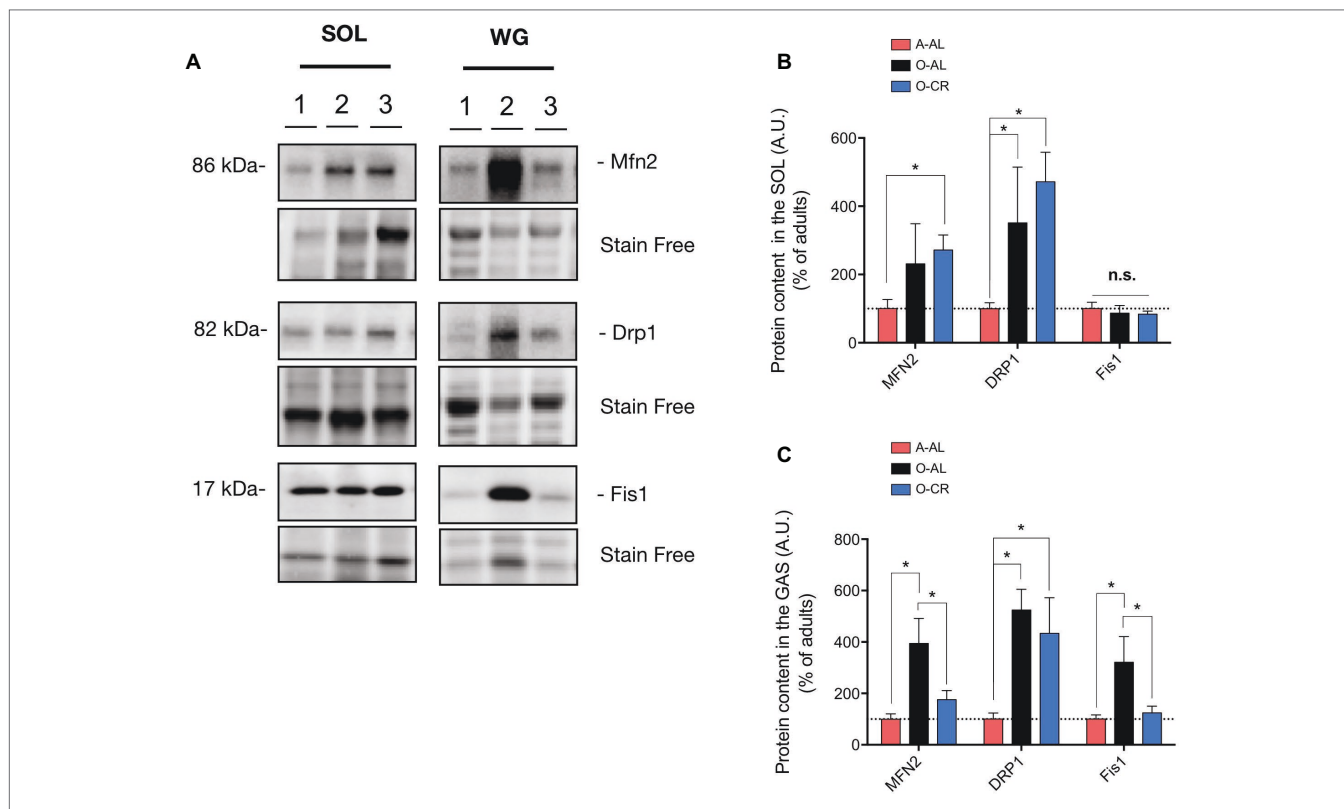 A
SOL
WG
1 2 3
1 2 3
86 kDa-
- Mfn2
Stain Free
82 kDa-
- Drp1
Stain Free
17 kDa-
- Fis1
Stain Free
B
A-AL
O-AL
O-CR
Protein content in the SOL (A.U.)
(% of adults)
600
400
200
0
*
*
*
n.s.
MFN2
DRP1
Fis1
C
A-AL
O-AL
O-CR
Protein content in the GAS (A.U.)
(% of adults)
800
600
400
200
0
*
*
*
*
*
*
MFN2
DRP1
Fis1